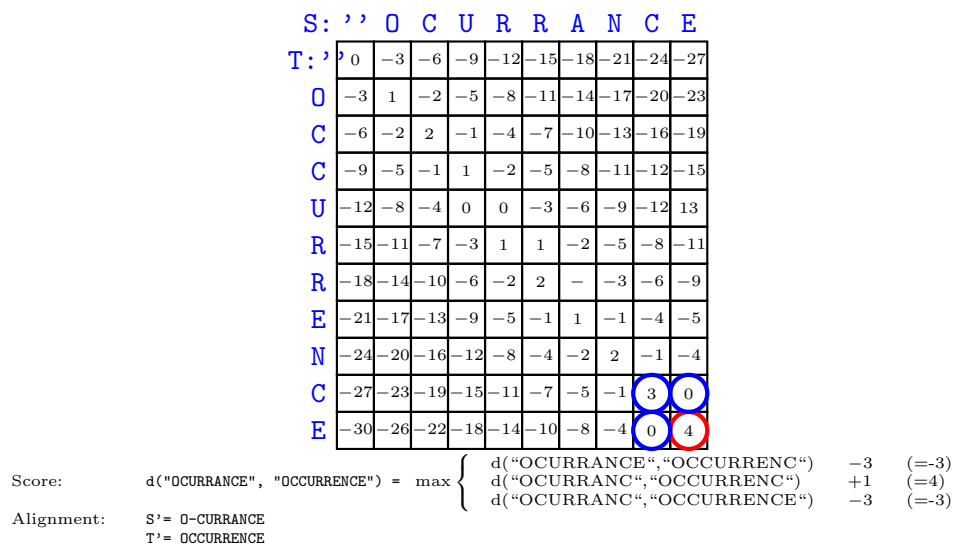 S: '' O C U R R A N C E
T:'' 0 −3 −6 −9 −12 −15 −18 −21 −24 −27
O −3 1 −2 −5 −8 −11 −14 −17 −20 −23
C −6 −2 2 −1 −4 −7 −10 −13 −16 −19
C −9 −5 −1 1 −2 −5 −8 −11 −12 −15
U −12 −8 −4 0 0 −3 −6 −9 −12 13
R −15 −11 −7 −3 1 1 −2 −5 −8 −11
R −18 −14 −10 −6 −2 2 − −3 −6 −9
E −21 −17 −13 −9 −5 −1 1 −1 −4 −5
N −24 −20 −16 −12 −8 −4 −2 2 −1 −4
C −27 −23 −19 −15 −11 −7 −5 −1 3 0
E −30 −26 −22 −18 −14 −10 −8 −4 0 4
d(“OCURRANCE“,“OCCURRENC“) −3 (=-3)
Score: d("OCURANCE", "OCCURRENCE") = max { d(“OCURRANC“,“OCCURRENC“) +1 (=4)
d(“OCURRANC“,“OCCURRENCE“) −3 (=-3)
Alignment: S'= O-CURRANCE
T'= OCCURRENCE